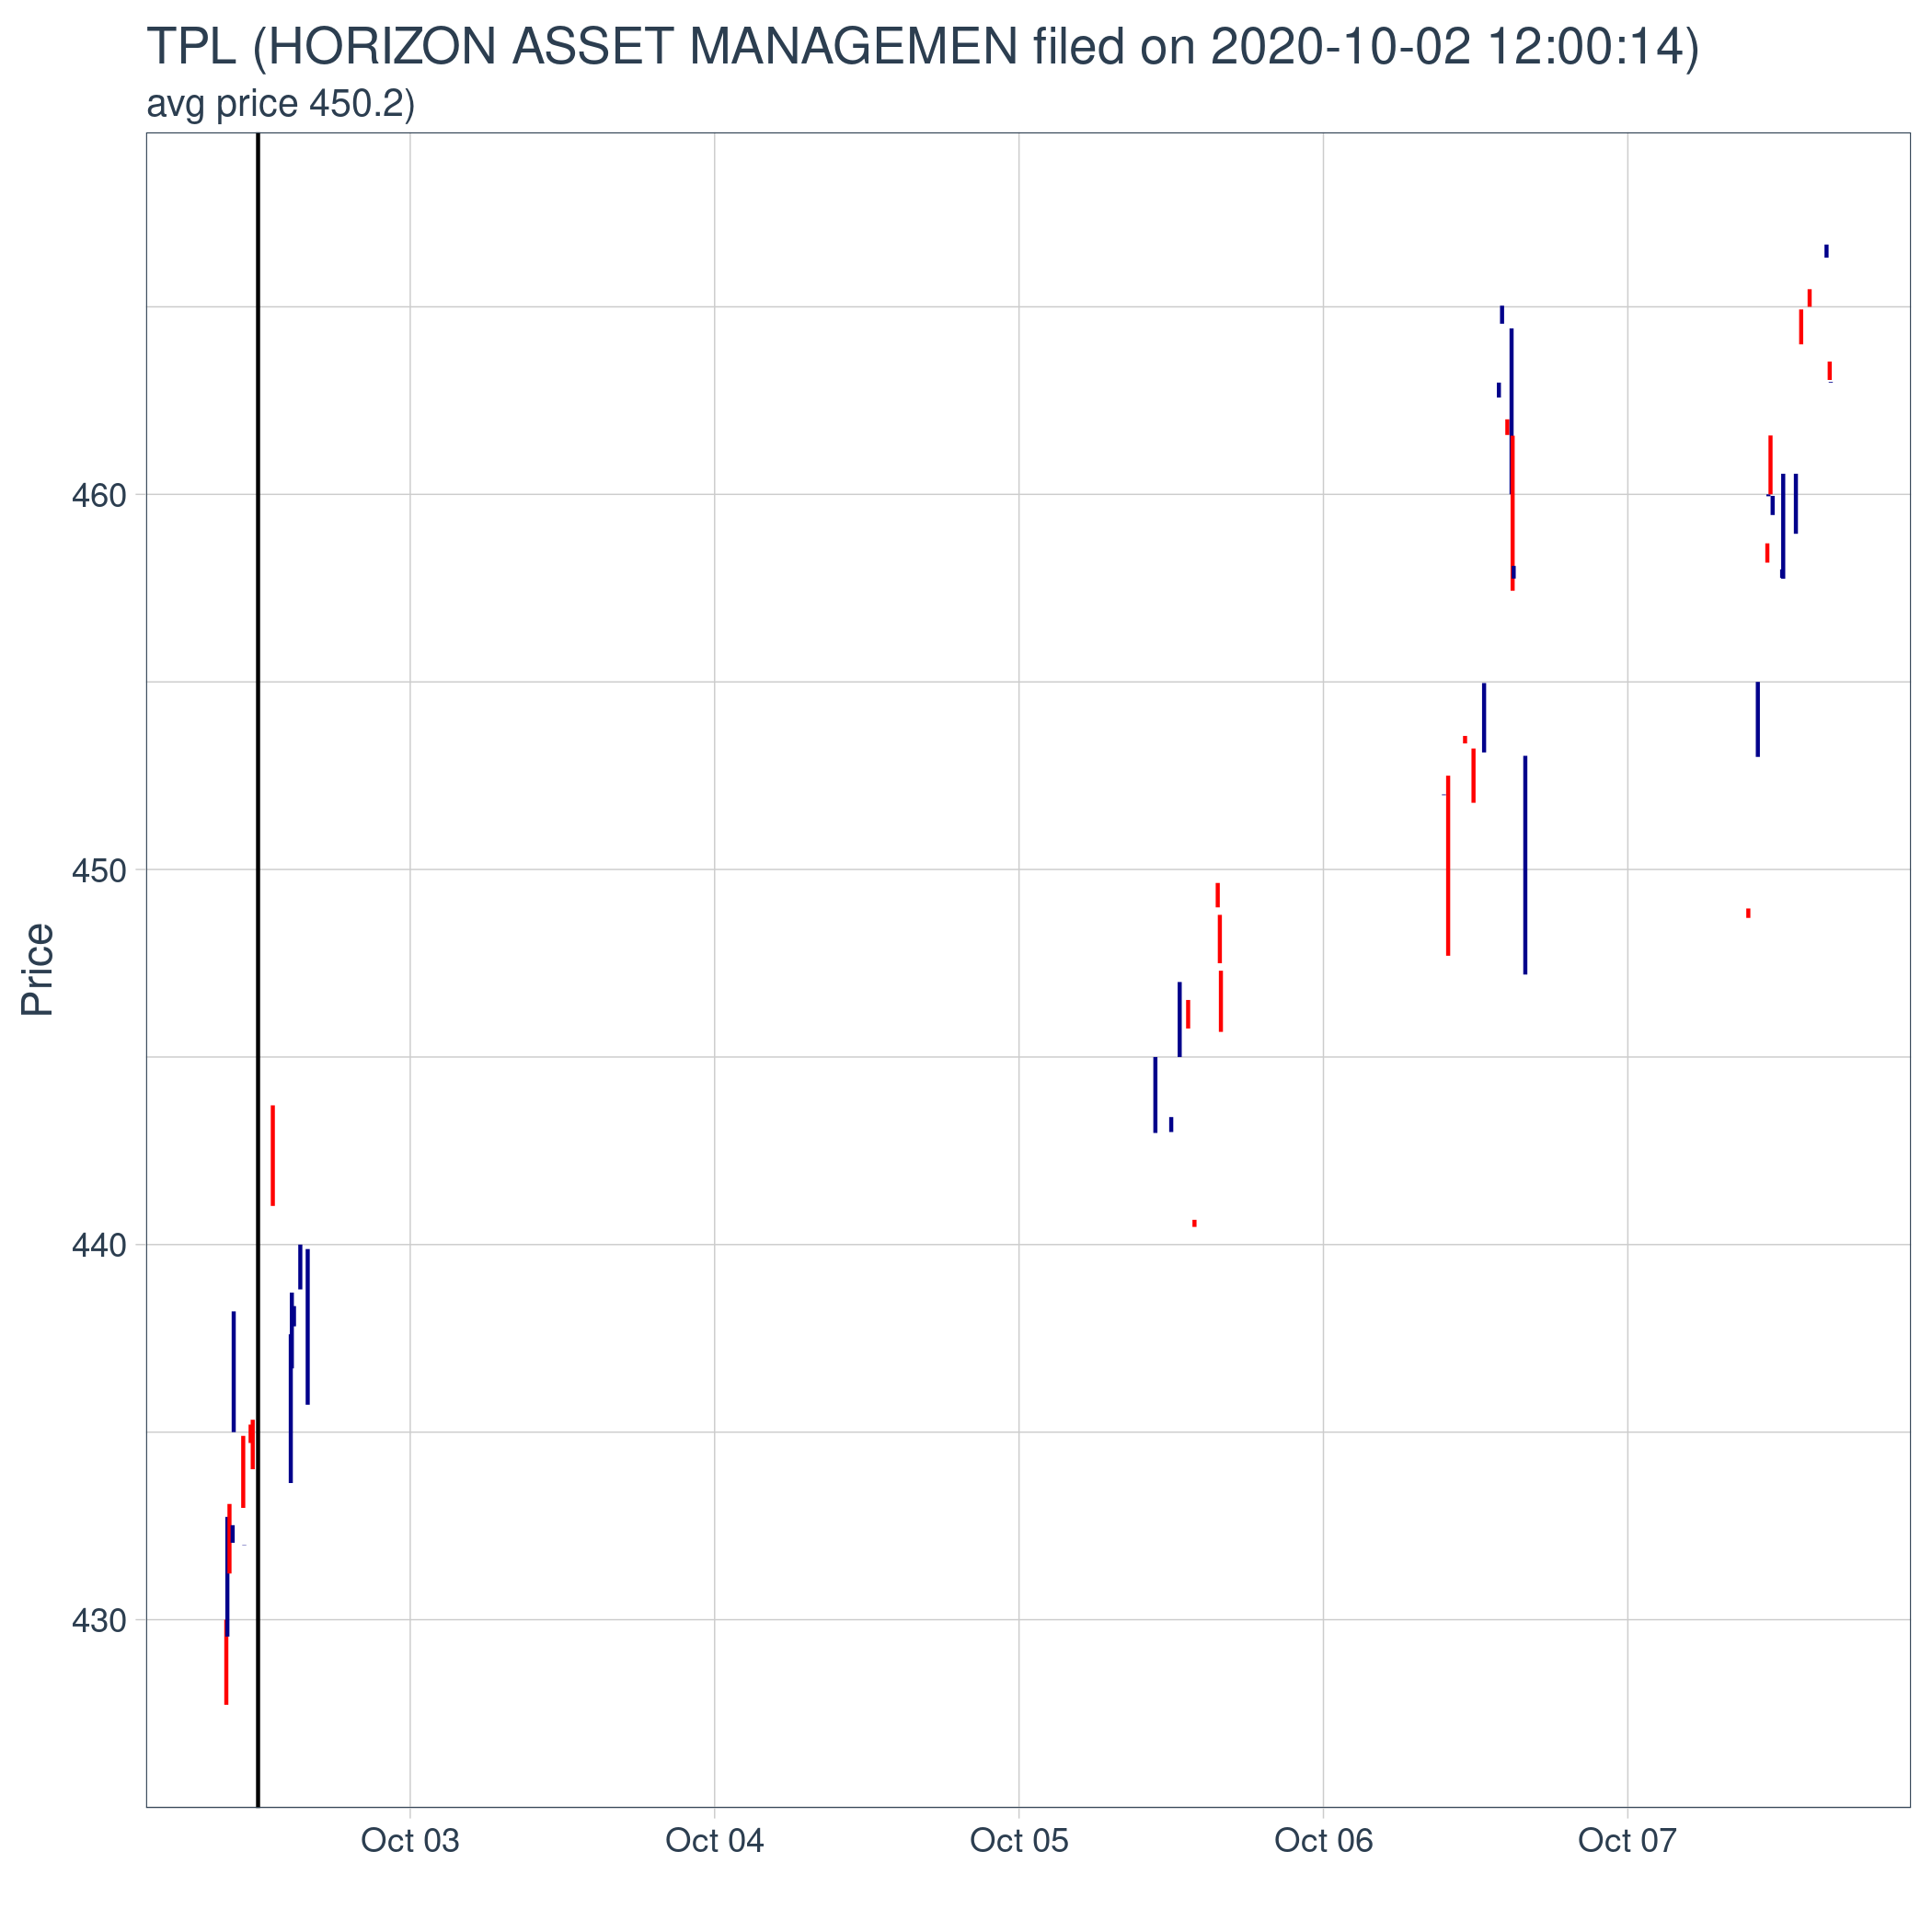 TPL (HORIZON ASSET MANAGEMEN filed on 2020-10-02 12:00:14)
avg price 450.2)
460
450
Price
440
430
Oct 03 Oct 04 Oct 05 Oct 06 Oct 07